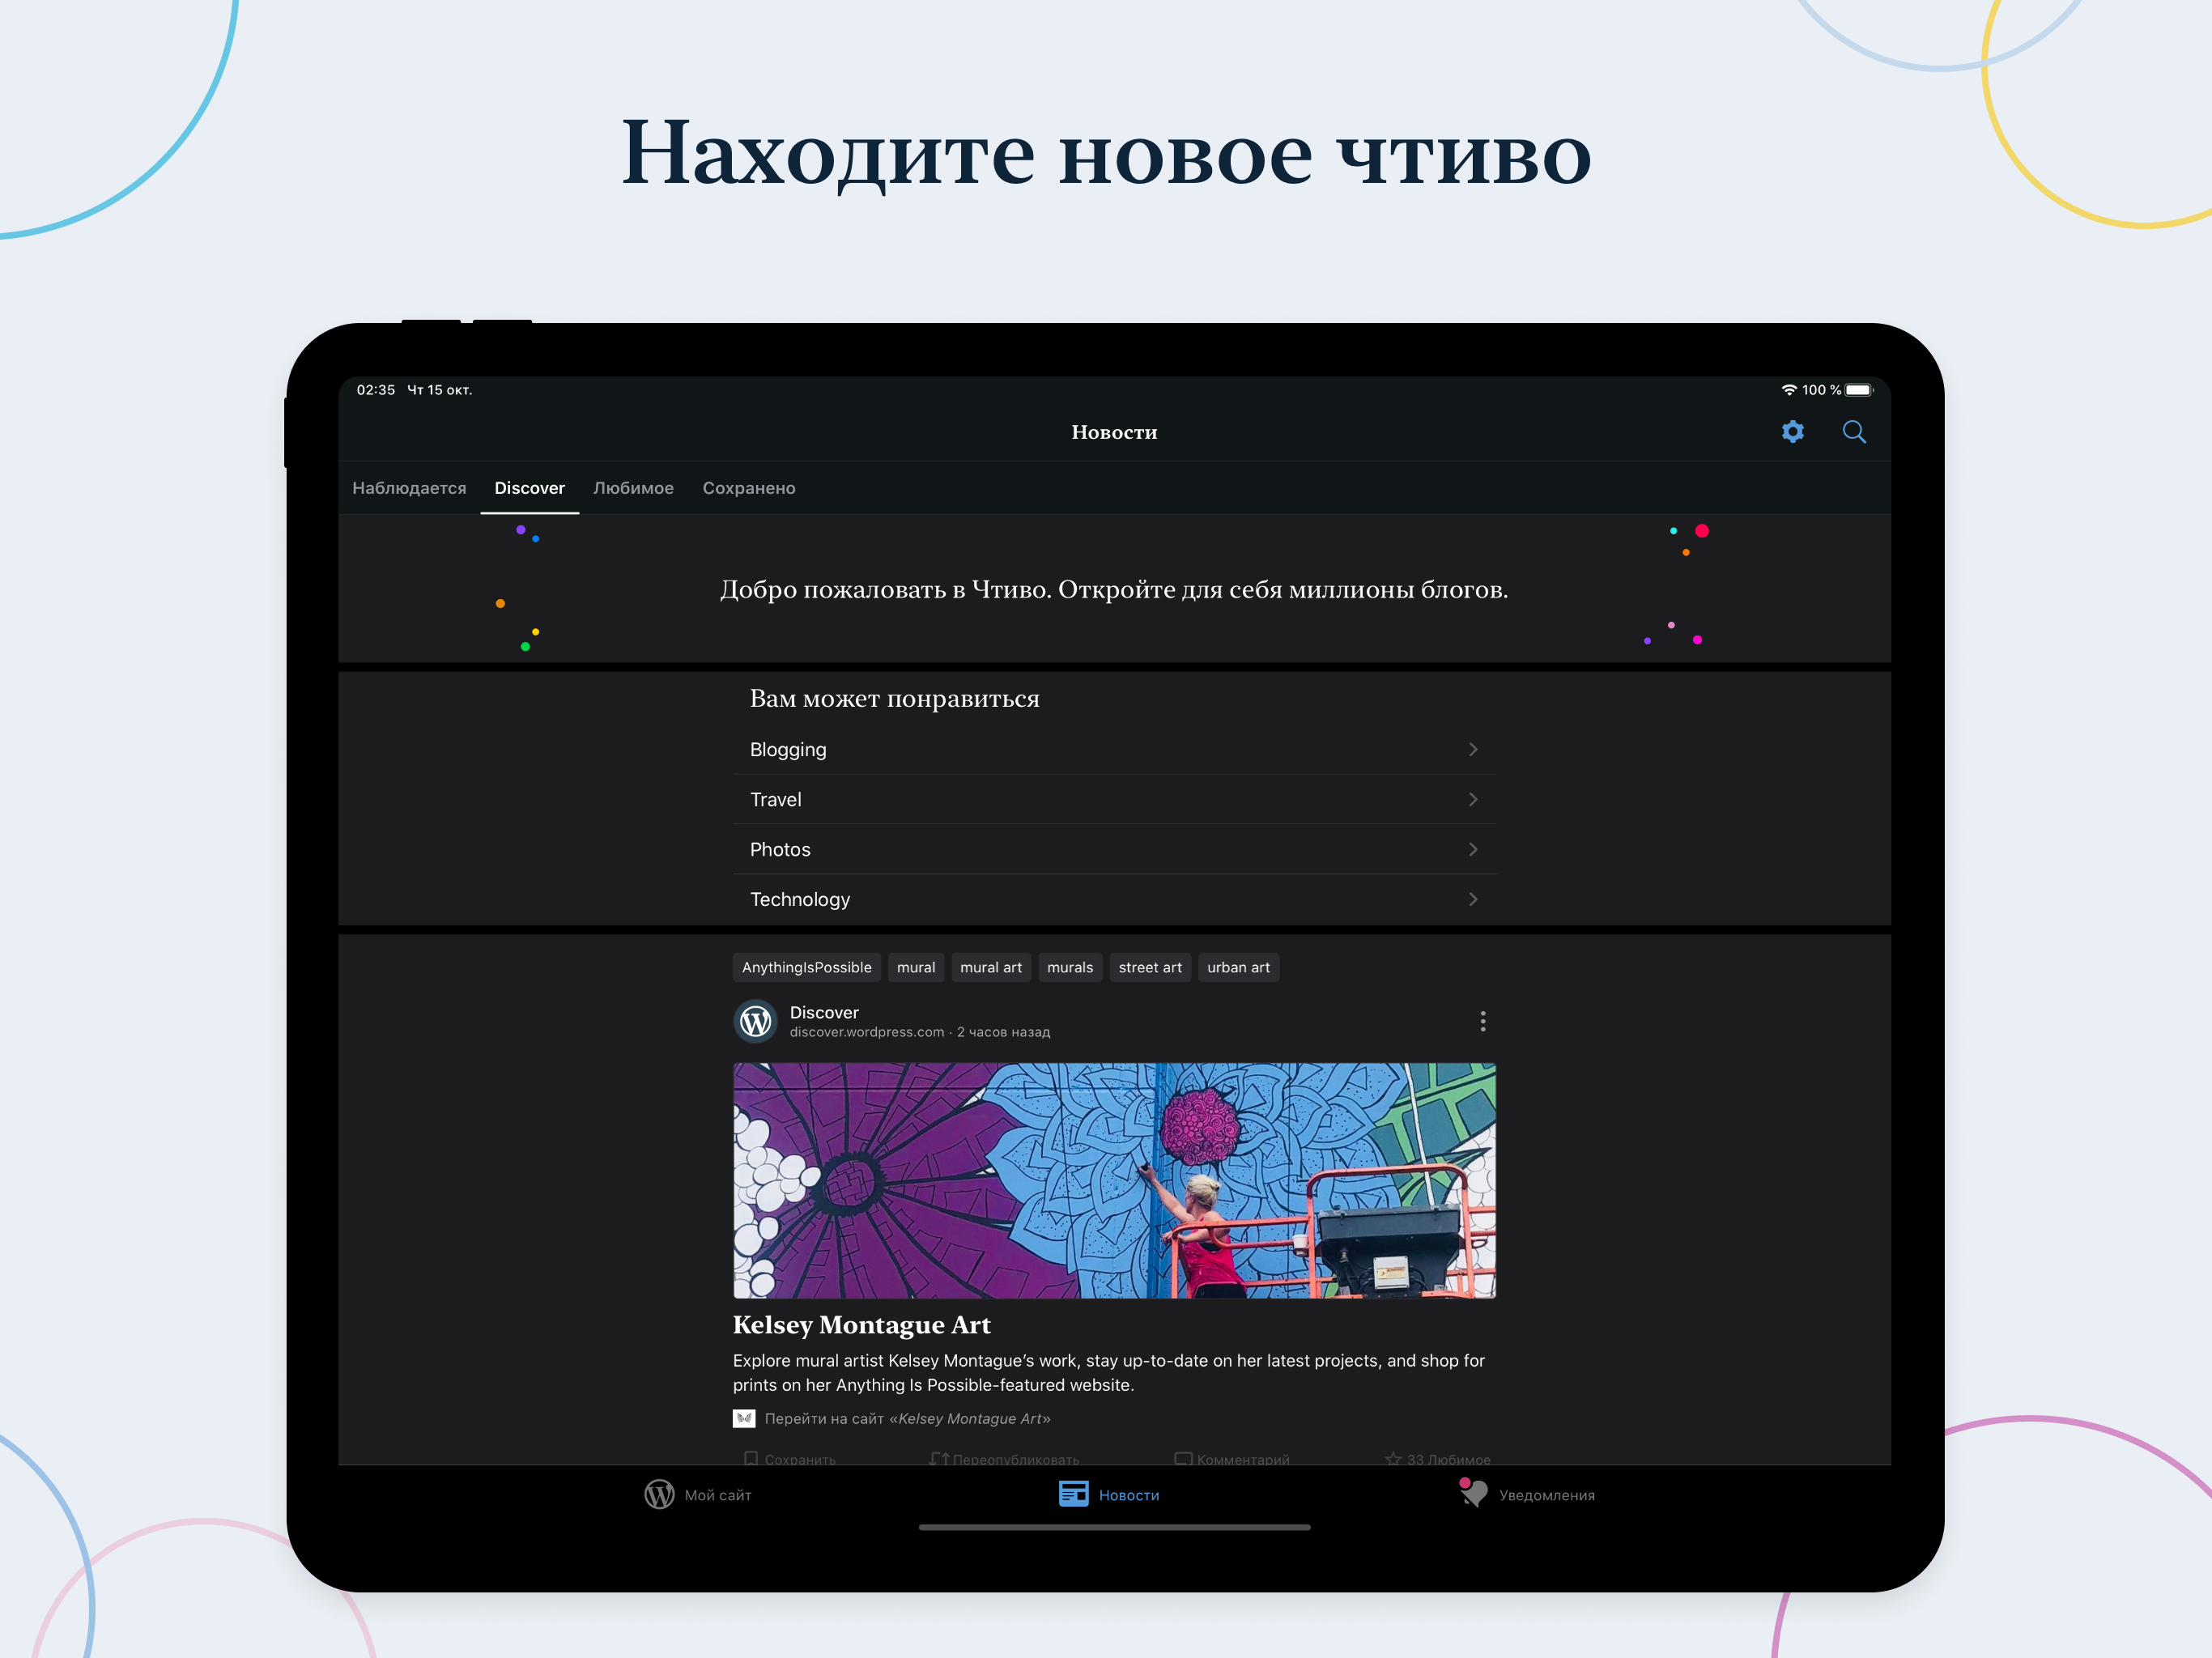 Находите новое чтиво
02:35 Чт 15 окт.
100 %
Новости
Наблюдается Discover Любимое Сохранено
Добро пожаловать в Чтиво. Откройте для себя миллионы блогов.
Вам может понравиться
Blogging
Travel
Photos
Technology
AnythingIsPossible mural mural art murals street art urban art
Discover
discover.wordpress.com · 2 часов назад
Kelsey Montague Art
Explore mural artist Kelsey Montague’s work, stay up-to-date on her latest projects, and shop for
prints on her Anything Is Possible-featured website.
Перейти на сайт «Kelsey Montague Art»
Сохранить Переопубликовать Комментарий 33 Любимое
Мой сайт Новости Уведомления